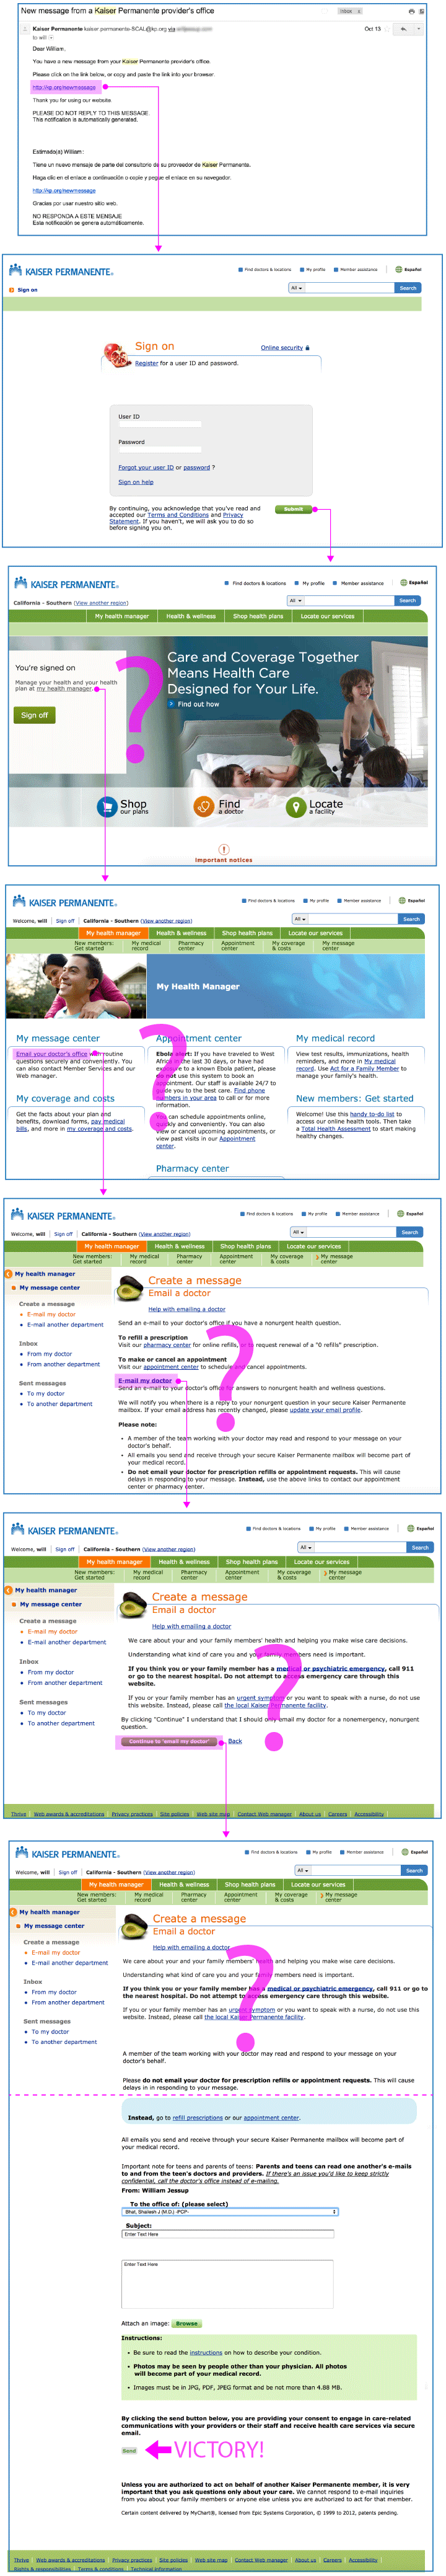 New message from a Kaiser Permanente provider's office
Inbox x
Kaiser Permanente kaiser.permanente-SCAL@kp.org via
Oct 13
to will
Dear William,
You have a new message from your Kaiser Permanente provider's office.
Please click on the link below, or copy and paste the link into your browser:
http://kp.org/newmessage
Thank you for using our website.
PLEASE DO NOT REPLY TO THIS MESSAGE.
This notification is automatically generated.
Estimado(a) William:
Tiene un nuevo mensaje de parte del consultorio de su proveedor de Kaiser Permanente.
Haga clic en el enlace a continuación o copie y pegue el enlace en su navegador.
http://kp.org/newmessage
Gracias por usar nuestro sitio web.
NO RESPONDA A ESTE MENSAJE
Esta notificación se genera automáticamente.
KAISER PERMANENTE®
Find doctors & locations My profile Member assistance Español
Sign on
All Search
Sign on
Online security
Register for a user ID and password.
User ID
Password
Forgot your user ID or password ?
Sign on help
By continuing, you acknowledge that you've read and
accepted our Terms and Conditions and Privacy
Statement. If you haven't, we will ask you to do so
before signing you on.
Submit
KAISER PERMANENTE®
Find doctors & locations My profile Member assistance Español
California - Southern (View another region)
All Search
My health manager Health & wellness Shop health plans Locate our services
You're signed on
Manage your health and your health
plan at my health manager.
Sign off
?
Care and Coverage Together
Means Health Care
Designed for Your Life.
Find out how
Shop
our plans
Find
a doctor
Locate
a facility
Important notices
KAISER PERMANENTE®
Find doctors & locations My profile Member assistance Español
Welcome, will Sign off California - Southern (View another region)
All Search
My health manager Health & wellness Shop health plans Locate our services
New members: Get started My medical record Pharmacy center Appointment center My coverage & costs My message center
My Health Manager
?
My message center
Email your doctor's office with routine
questions securely and conveniently. You
can also contact Member Services and our
Web manager.
My coverage and costs
Get the facts about your plan and
benefits, download forms, pay medical
bills, and more in my coverage and costs.
Appointment center
Ebola alert: If you have traveled to West
Africa in the last 30 days, or have had
exposure to a known Ebola patient, please
do not use this system to book an
appointment. Our staff is available 24/7 to
guide you to the best care. Find phone
numbers in your area to call or for more
information.
You can schedule appointments online,
quickly and conveniently. You can also
view or cancel upcoming appointments, or
view past visits in our Appointment
center.
Pharmacy center
My medical record
View test results, immunizations, health
reminders, and more in My medical
record. Act for a Family Member to
manage your family's health.
New members: Get started
Welcome! Use this handy to-do list to
access our online health tools. Then take
a Total Health Assessment to start making
healthy changes.
KAISER PERMANENTE®
Find doctors & locations My profile Member assistance Español
Welcome, will Sign off California - Southern (View another region)
All Search
My health manager Health & wellness Shop health plans Locate our services
New members: Get started My medical record Pharmacy center Appointment center My coverage & costs My message center
My health manager
My message center
Create a message
E-mail my doctor
E-mail another department
Inbox
From my doctor
From another department
Sent messages
To my doctor
To another department
Create a message
Email a doctor
Help with emailing a doctor
Send an e-mail to your doctor's office if you have a nonurgent health question.
To refill a prescription
Visit our pharmacy center for online refills or to request renewal of a "0 refills" prescription.
To make or cancel an appointment
Visit our appointment center to schedule and cancel appointments.
E-mail my doctor
Send an e-mail to your doctor's office for answers to nonurgent health and wellness questions.
We will notify you when there is a reply to your nonurgent question in your secure Kaiser Permanente
mailbox. If your email address has recently changed, please update your email profile.
Please note:
A member of the team working with your doctor may read and respond to your message on your
doctor's behalf.
All emails you send and receive through your secure Kaiser Permanente mailbox will become part of
your medical record.
Do not email your doctor for prescription refills or appointment requests. This will cause
delays in responding to your message. Instead, use the above links to contact our appointment
center or pharmacy center.
?
KAISER PERMANENTE®
Find doctors & locations My profile Member assistance Español
Welcome, will Sign off California - Southern (View another region)
All Search
My health manager Health & wellness Shop health plans Locate our services
New members: Get started My medical record Pharmacy center Appointment center My coverage & costs My message center
My health manager
My message center
Create a message
E-mail my doctor
E-mail another department
Inbox
From my doctor
From another department
Sent messages
To my doctor
To another department
Create a message
Email a doctor
Help with emailing a doctor
We care about your and your family members' health and helping you make wise care decisions.
Understanding what kind of care you and your family members need is important.
If you think you or your family member has a medical or psychiatric emergency, call 911
or go to the nearest hospital. Do not attempt to access emergency care through this
website.
If you or your family member has an urgent symptom or you want to speak with a nurse, do not use
this website. Instead, please call the local Kaiser Permanente facility.
By clicking "Continue" I understand that I should only email my doctor for a nonemergency, nonurgent
question.
Continue to 'email my doctor' Back
?
Thrive Web awards & accreditations Privacy practices Site policies Web site map Contact Web manager About us Careers Accessibility
KAISER PERMANENTE®
Find doctors & locations My profile Member assistance Español
Welcome, will Sign off California - Southern (View another region)
All Search
My health manager Health & wellness Shop health plans Locate our services
New members: Get started My medical record Pharmacy center Appointment center My coverage & costs My message center
My health manager
My message center
Create a message
E-mail my doctor
E-mail another department
Inbox
From my doctor
From another department
Sent messages
To my doctor
To another department
Create a message
Email a doctor
Help with emailing a doctor
We care about your and your family members' health and helping you make wise care decisions.
Understanding what kind of care you and your family members need is important.
If you think you or your family member has a medical or psychiatric emergency, call 911 or go to
the nearest hospital. Do not attempt to access emergency care through this website.
If you or your family member has an urgent symptom or you want to speak with a nurse, do not use this
website. Instead, please call the local Kaiser Permanente facility.
?
A member of the team working with your doctor may read and respond to your message on your
doctor's behalf.
Please do not email your doctor for prescription refills or appointment requests. This will cause
delays in in responding to your message.
Instead, go to refill prescriptions or our appointment center.
All emails you send and receive through your secure Kaiser Permanente mailbox will become part of
your medical record.
Important note for teens and parents of teens: Parents and teens can read one another's e-mails
to and from the teen's doctors and providers. If there's an issue you'd like to keep strictly
confidential, call the doctor's office instead of e-mailing.
From: William Jessup
To the office of: (please select)
Bhat, Shailesh J (M.D.) -PCP-
Subject:
Enter Text Here
Enter Text Here
Attach an image: Browse
Instructions:
Be sure to read the instructions on how to describe your condition.
Photos may be seen by people other than your physician. All photos
will become part of your medical record.
Images must be in JPG, PDF, JPEG format and be not more than 4.88 MB.
By clicking the send button below, you are providing your consent to engage in care-related
communications with your providers or their staff and receive health care services via secure
email.
Send VICTORY!
Unless you are authorized to act on behalf of another Kaiser Permanente member, it is very
important that you ask questions only about your care. We cannot respond to e-mail inquiries
from you about your family members or anyone else unless you are authorized to act for that member.
Certain content delivered by MyChart®, licensed from Epic Systems Corporation, © 1999 to 2012, patents pending.
Thrive Web awards & accreditations Privacy practices Site policies Web site map Contact Web manager About us Careers Accessibility
Rights & responsibilities Terms & conditions Technical information